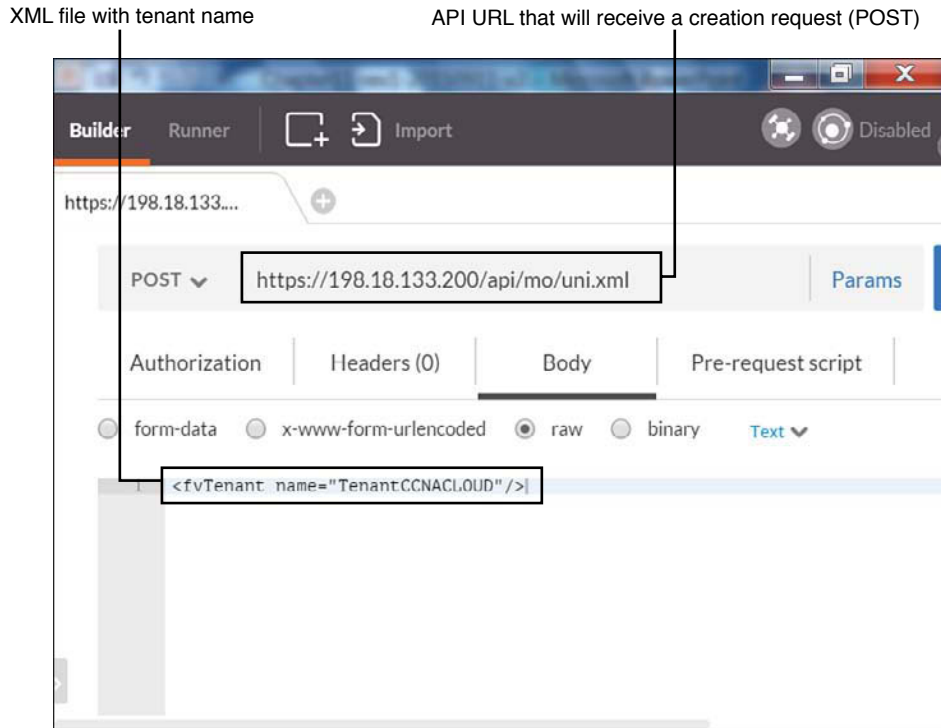 XML file with tenant name
API URL that will receive a creation request (POST)
Builder Runner Import Disabled
https://198.18.133....
POST https://198.18.133.200/api/mo/uni.xml Params
Authorization Headers (0) Body Pre-request script
form-data x-www-form-urlencoded raw binary Text
1 <fvTenant name="TenantCCNACLOUD"/>